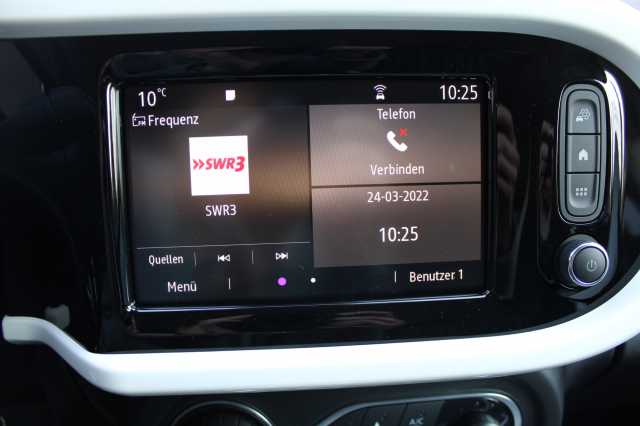 10°C
10:25
Frequenz
Telefon
SWR3
Verbinden
SWR3
24-03-2022
10:25
Quellen
Menü
Benutzer 1
A/C